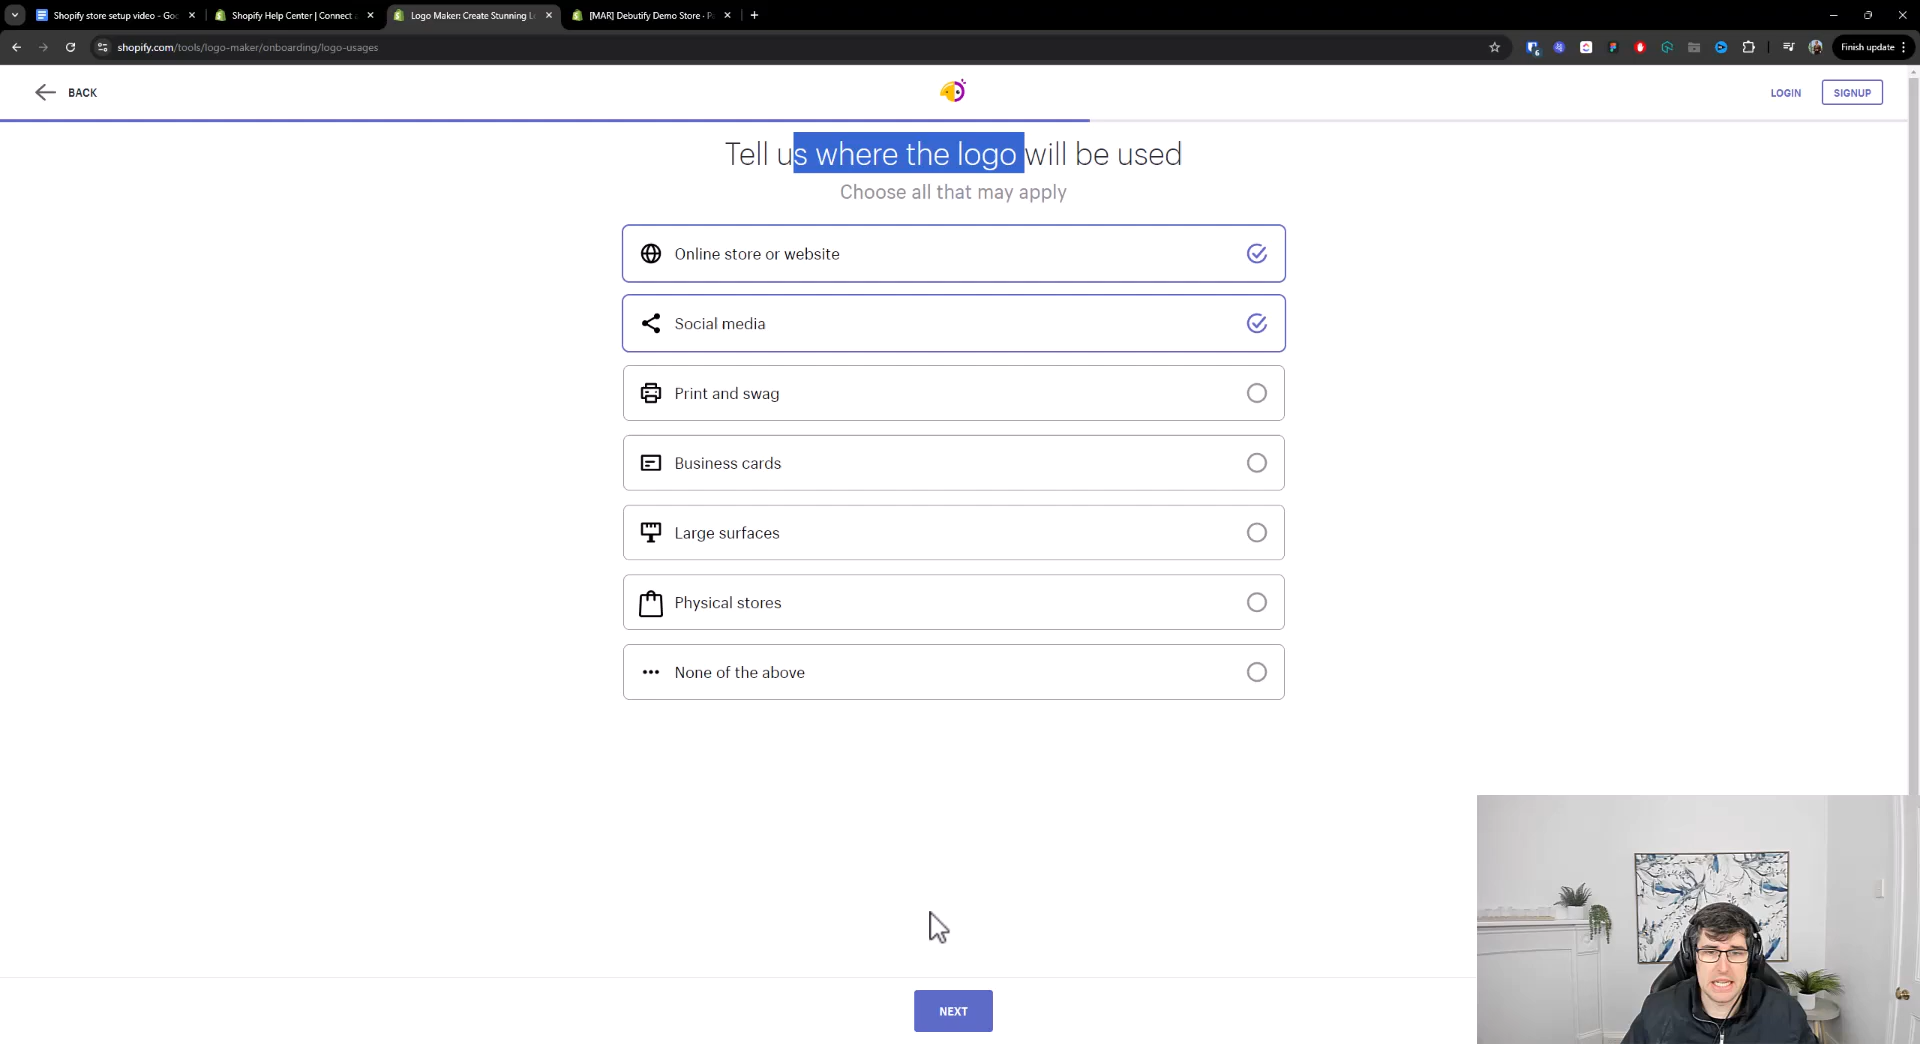 Shopify store setup video - Goo
Shopify Help Center | Connect a
Logo Maker: Create Stunning Lo
[MAR] Debutify Demo Store · P
shopify.com/tools/logo-maker/onboarding/logo-usages
6
Finish update
BACK
LOGIN
SIGNUP
Tell us where the logo will be used
Choose all that may apply
Online store or website
Social media
Print and swag
Business cards
Large surfaces
Physical stores
None of the above
NEXT